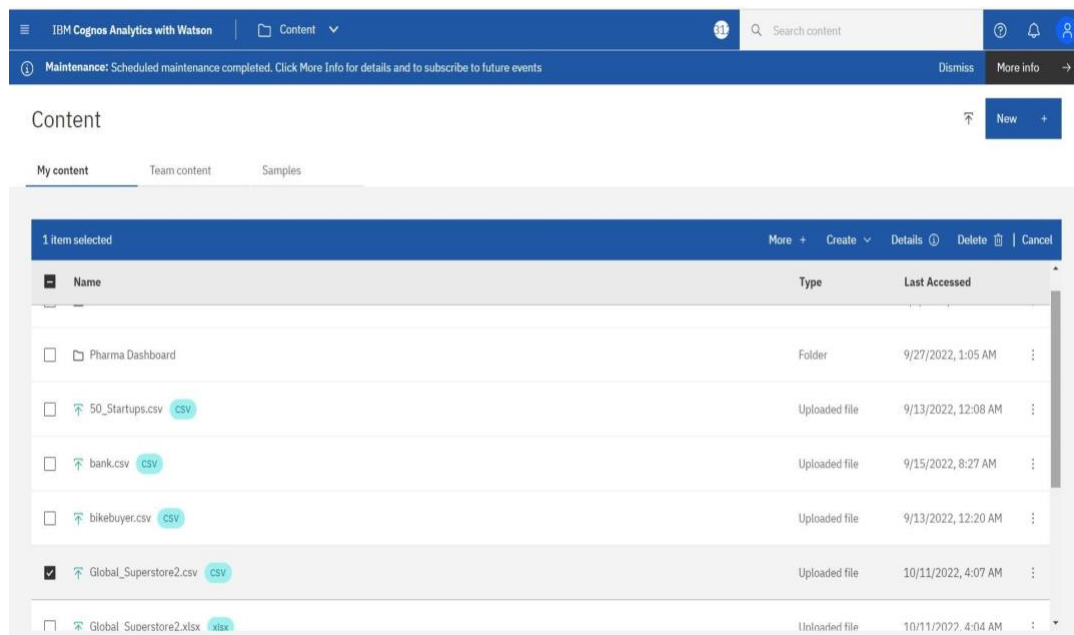 IBM Cognos Analytics with Watson Content 31 Search content
Maintenance: Scheduled maintenance completed. Click More Info for details and to subscribe to future events Dismiss More info
Content New +
My content Team content Samples
1 item selected More + Create Details Delete | Cancel
Name Type Last Accessed
Pharma Dashboard Folder 9/27/2022, 1:05 AM
50_Startups.csv CSV Uploaded file 9/13/2022, 12:08 AM
bank.csv CSV Uploaded file 9/15/2022, 8:27 AM
bikebuyer.csv CSV Uploaded file 9/13/2022, 12:20 AM
Global_Superstore2.csv CSV Uploaded file 10/11/2022, 4:07 AM
Global_Superstore2.xlsx xlsx Uploaded file 10/11/2022, 4:04 AM